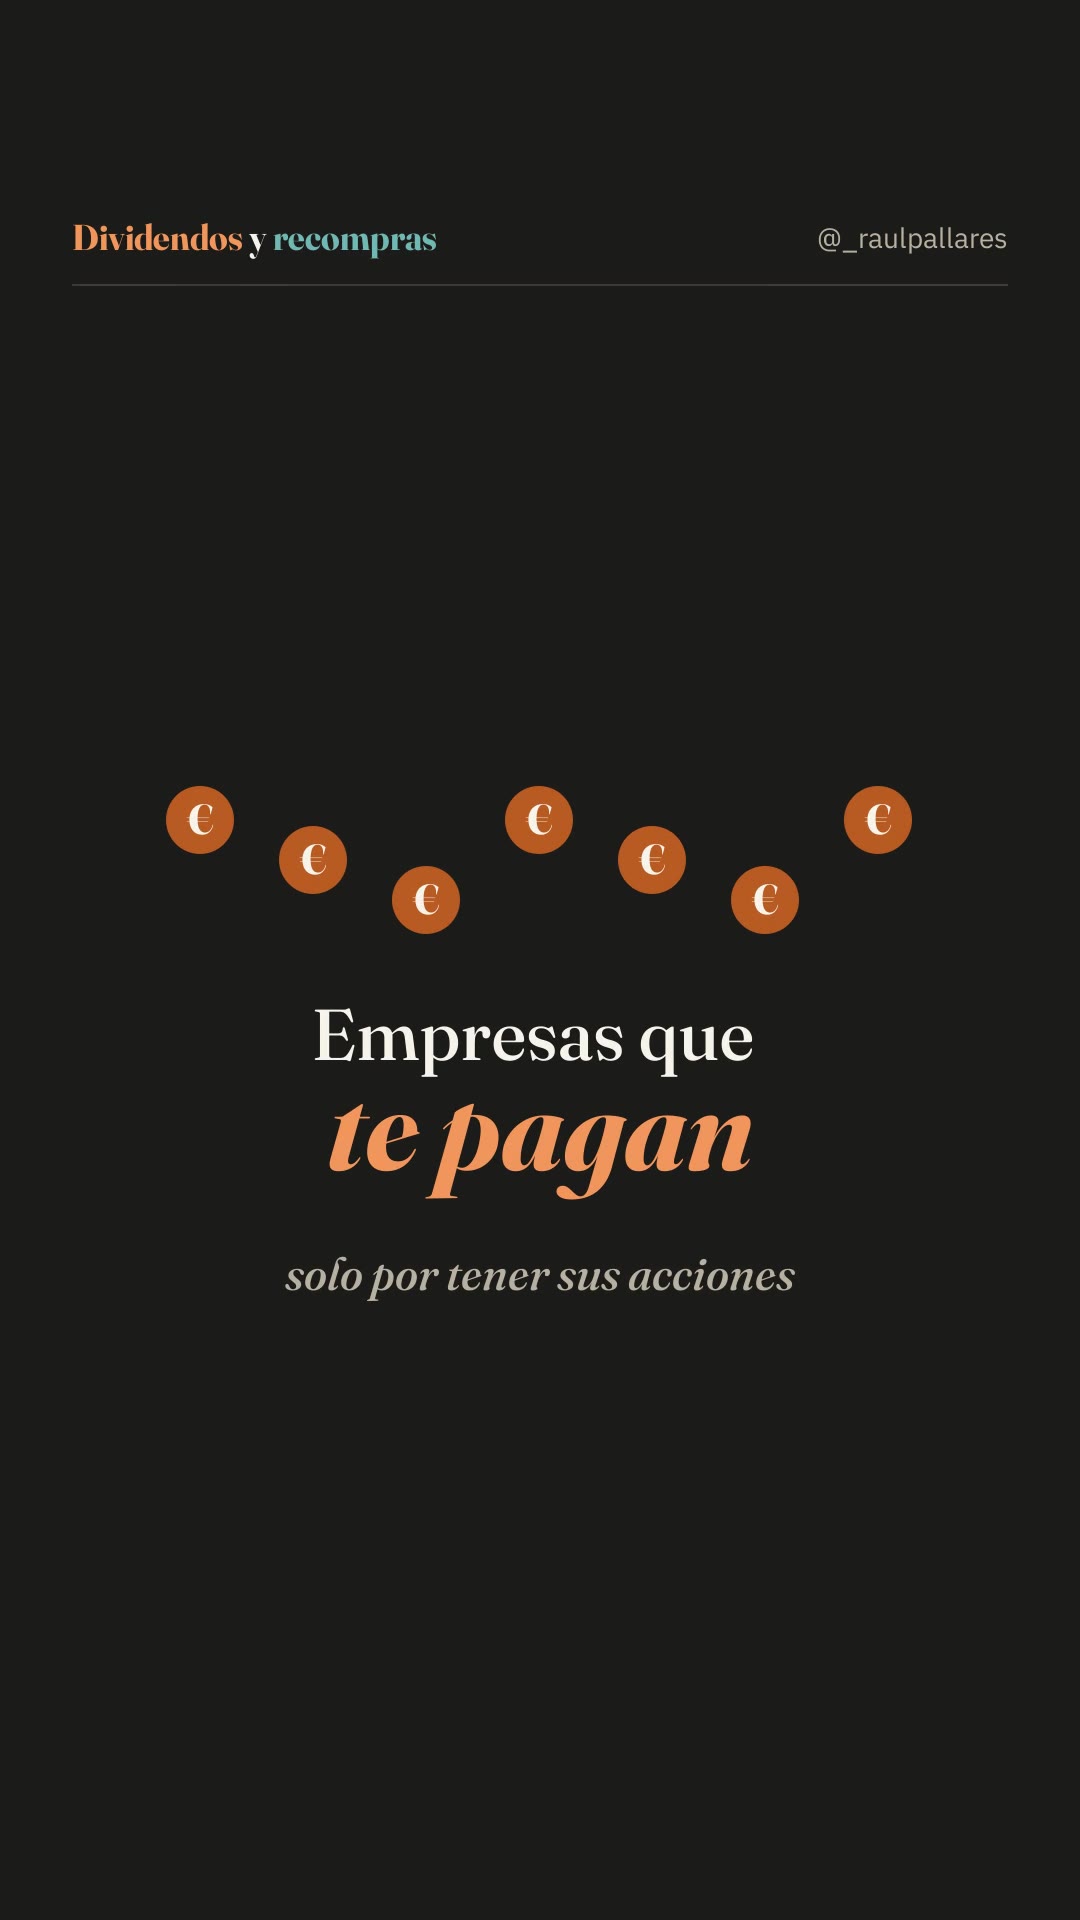 Dividendos y recompras
@_raulpallares
€ € € € € € €
Empresas que
te pagan
solo por tener sus acciones